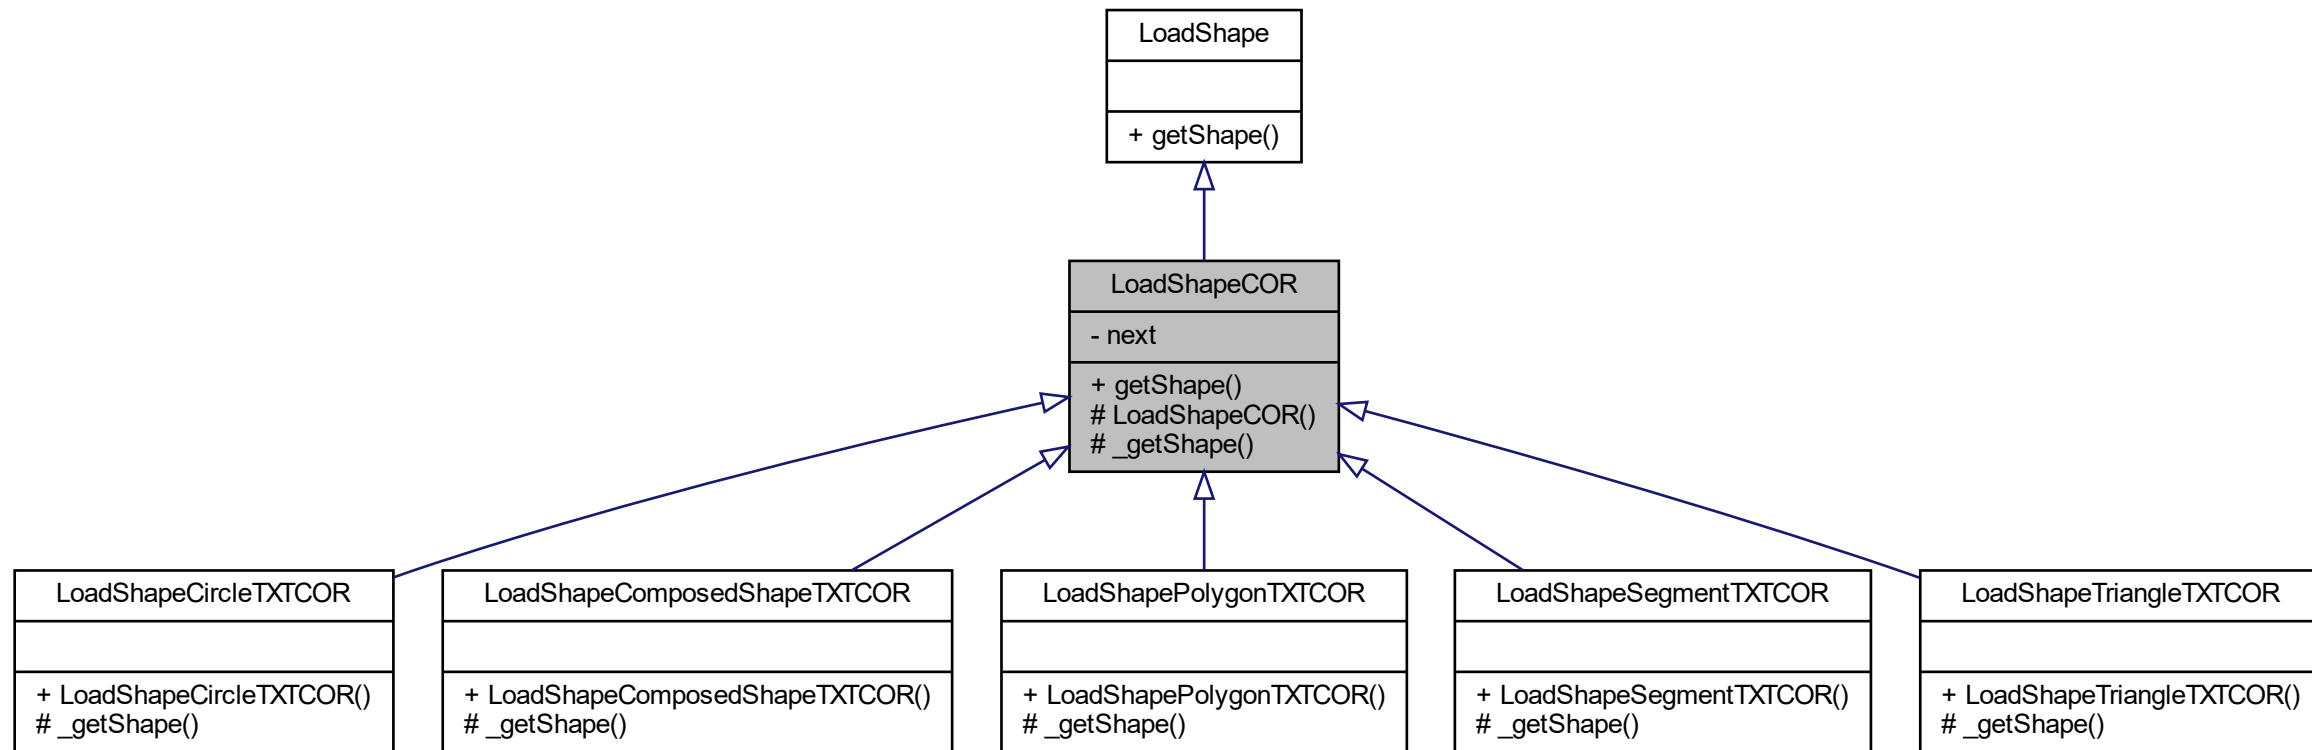 LoadShape
+ getShape()
LoadShapeCOR
- next
+ getShape()
# LoadShapeCOR()
# _getShape()
LoadShapeCircleTXTCOR
+ LoadShapeCircleTXTCOR()
# _getShape()
LoadShapeComposedShapeTXTCOR
+ LoadShapeComposedShapeTXTCOR()
# _getShape()
LoadShapePolygonTXTCOR
+ LoadShapePolygonTXTCOR()
# _getShape()
LoadShapeSegmentTXTCOR
+ LoadShapeSegmentTXTCOR()
# _getShape()
LoadShapeTriangleTXTCOR
+ LoadShapeTriangleTXTCOR()
# _getShape()